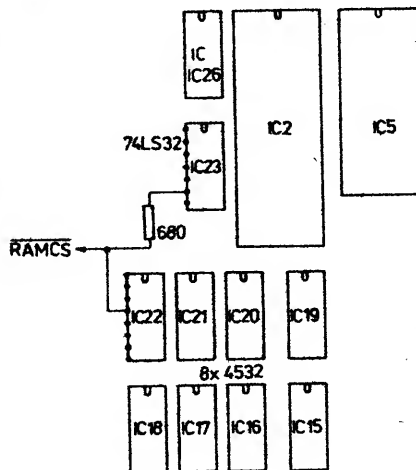 IC
IC26
IC2
IC5
74LS32
IC23
680
RAMCS
IC22
IC21
IC20
IC19
8x 4532
IC18
IC17
IC16
IC15